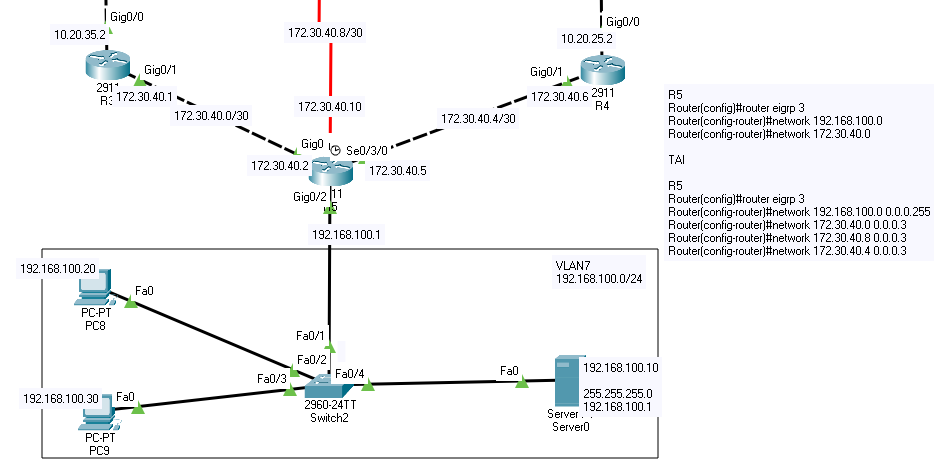 Gig0/0
10.20.35.2
Gig0/1
2911
172.30.40.1
172.30.40.0/30
172.30.40.8/30
172.30.40.10
Gig0/0
10.20.25.2
Gig0/1
2911
R4
172.30.40.6
172.30.40.4/30
Gig0
Se0/3/0
172.30.40.2
172.30.40.5
Gig0/2
11
192.168.100.1
R5
Router(config)#router eigrp 3
Router(config-router)#network 192.168.100.0
Router(config-router)#network 172.30.40.0
TAI
R5
Router(config)#router eigrp 3
Router(config-router)#network 192.168.100.0 0.0.0.255
Router(config-router)#network 172.30.40.0 0.0.0.3
Router(config-router)#network 172.30.40.8 0.0.0.3
Router(config-router)#network 172.30.40.4 0.0.0.3
VLAN7
192.168.100.0/24
192.168.100.20
Fa0
PC-PT
PC8
Fa0/1
Fa0/2
Fa0/3
Fa0/4
2960-24TT
Switch2
192.168.100.30
Fa0
PC-PT
PC9
Fa0
192.168.100.10
255.255.255.0
192.168.100.1
Server
Server0